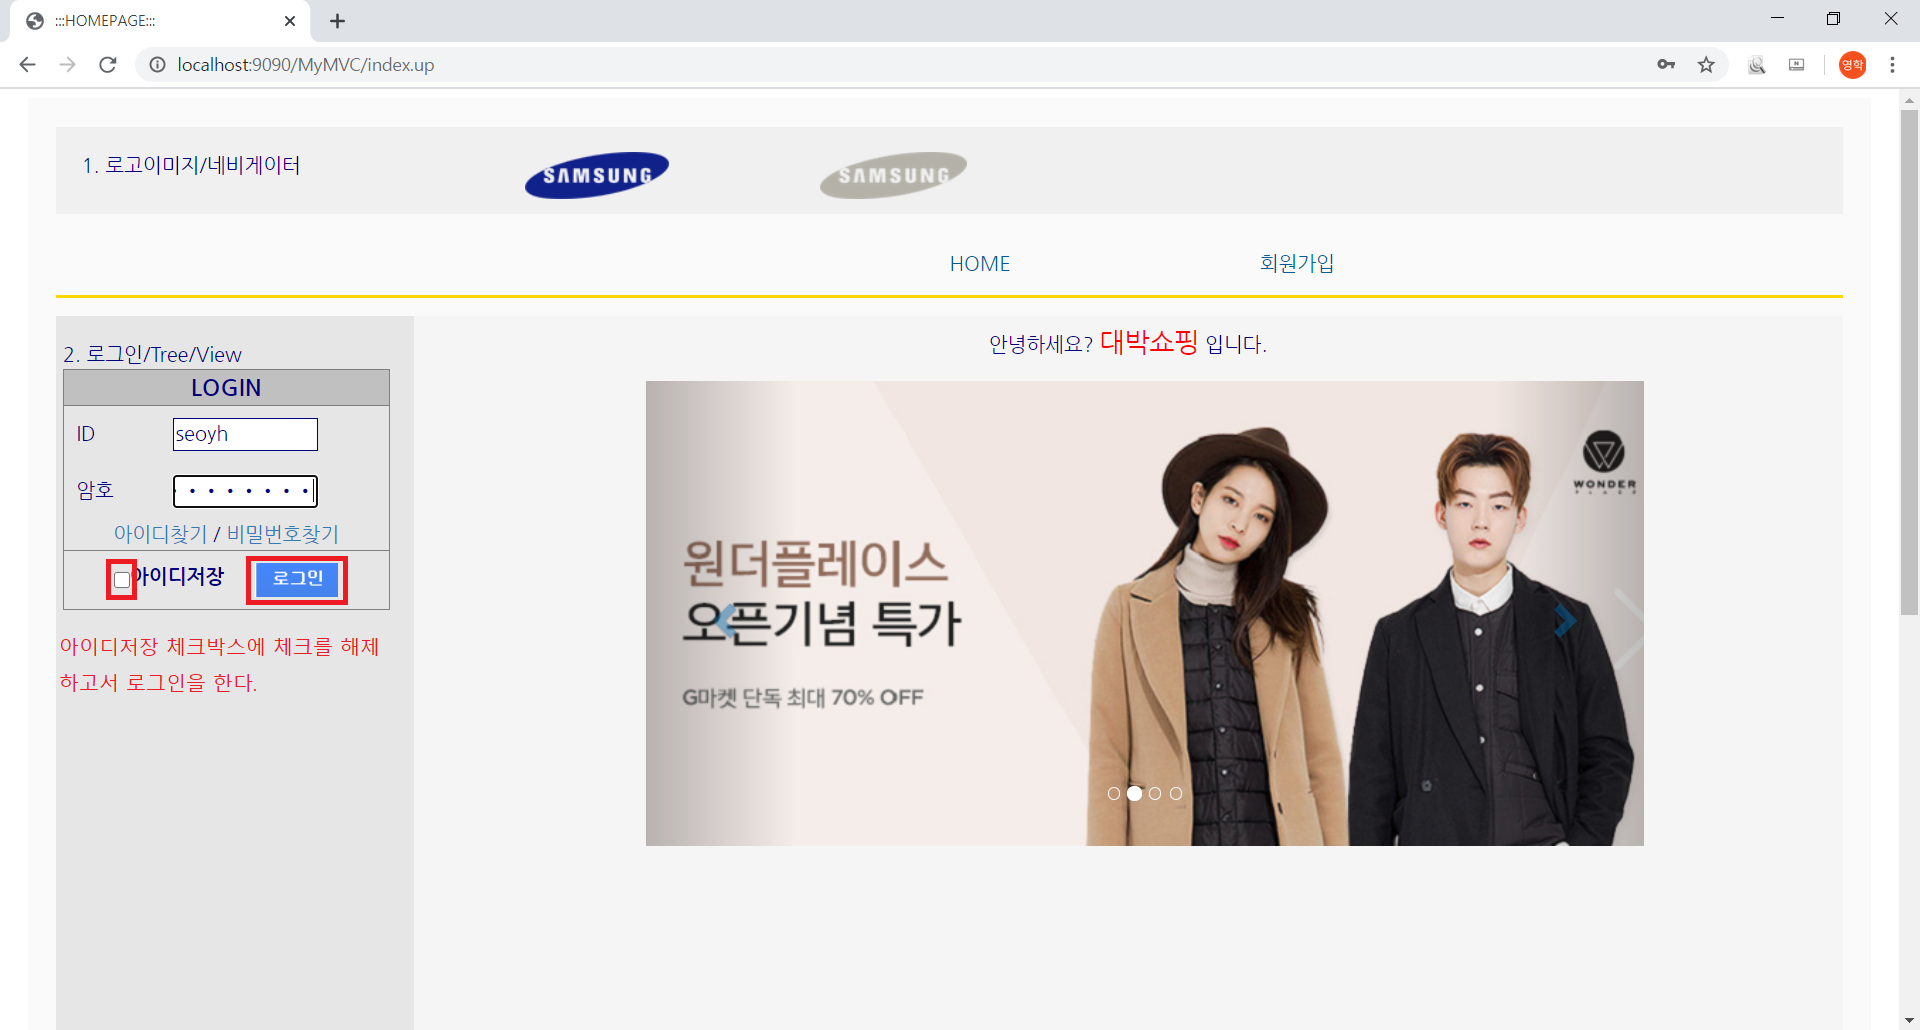 :::HOMEPAGE:::
localhost:9090/MyMVC/index.up
영학
1. 로고이미지/네비게이터
SAMSUNG
SAMSUNG
HOME
회원가입
2. 로그인/Tree/View
LOGIN
ID
seoyh
암호
아이디찾기 / 비밀번호찾기
아이디저장
로그인
아이디저장 체크박스에 체크를 해제
하고서 로그인을 한다.
안녕하세요? 대박쇼핑 입니다.
원더플레이스
오픈기념 특가
G마켓 단독 최대 70% OFF
WONDER
PLACE